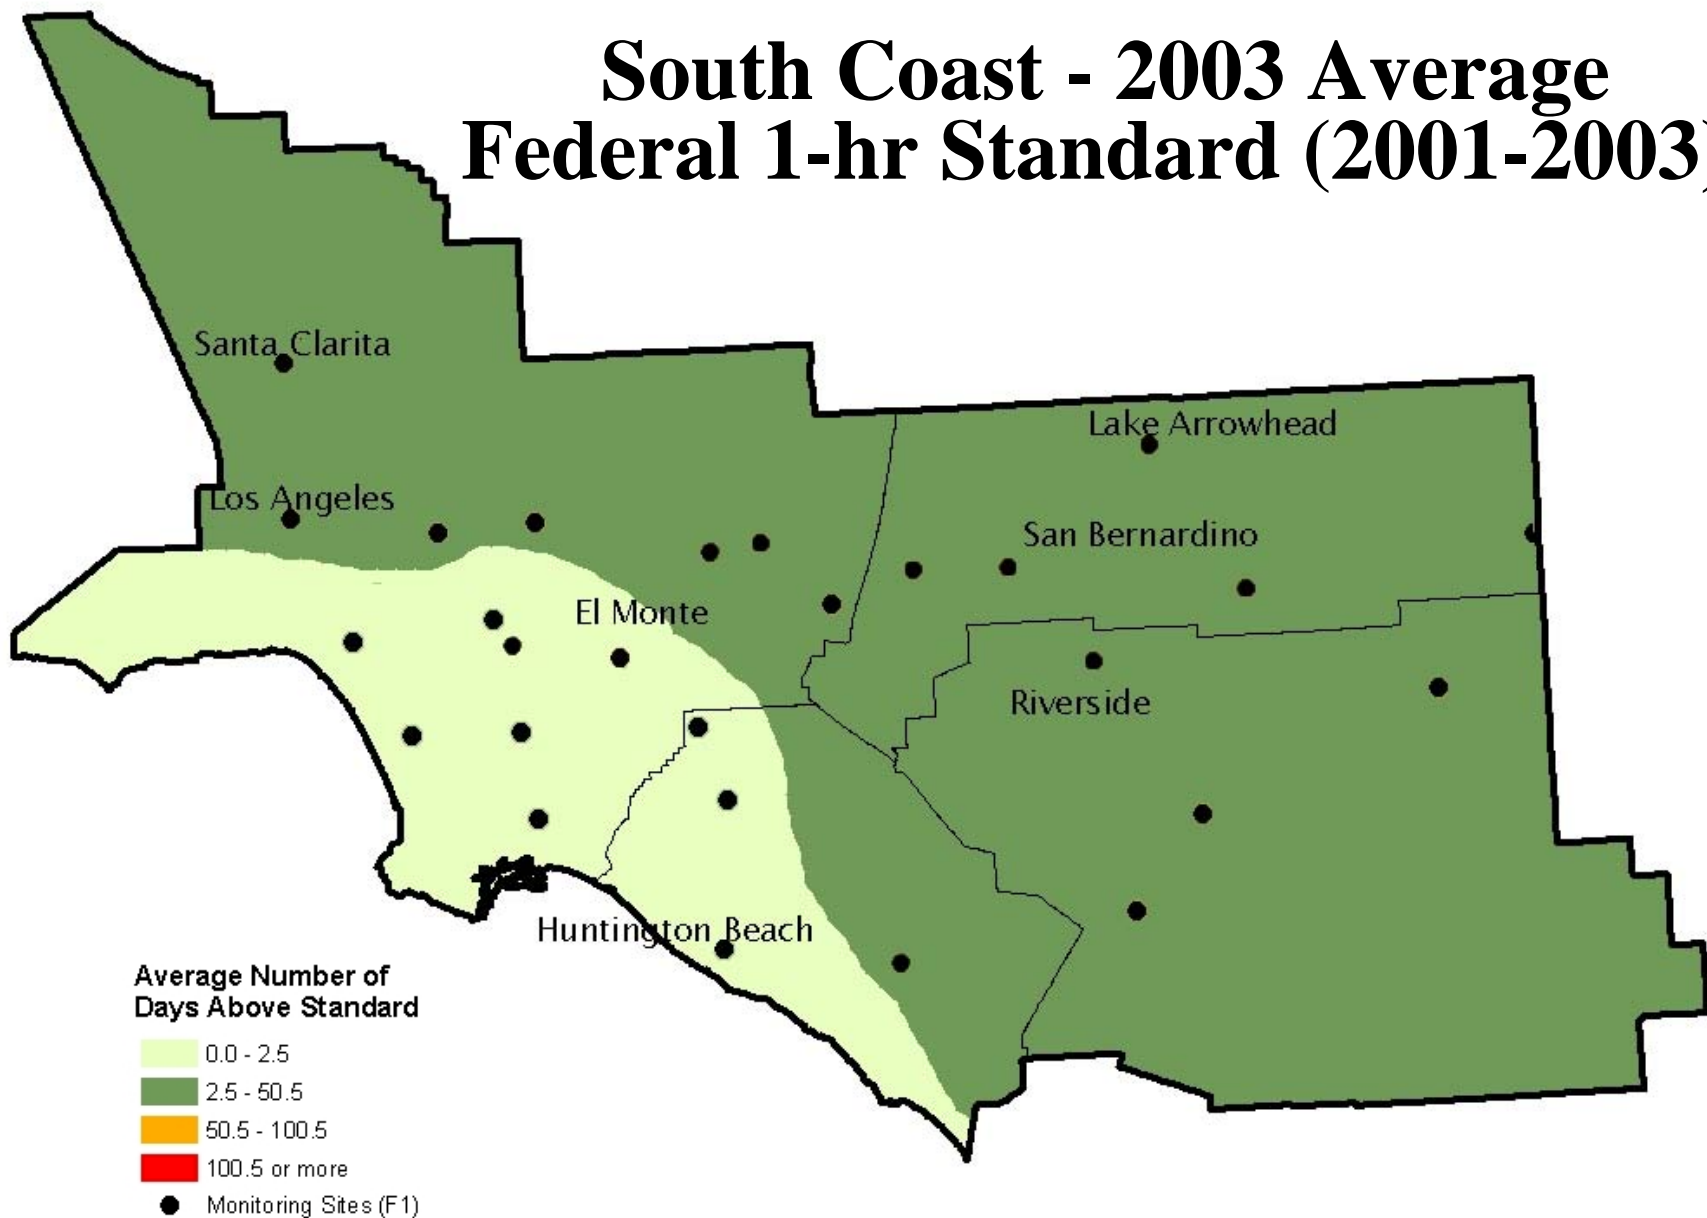 South Coast - 2003 Average
Federal 1-hr Standard (2001-2003)
Santa Clarita
Lake Arrowhead
Los Angeles
San Bernardino
El Monte
Riverside
Huntington Beach
Average Number of
Days Above Standard
0.0 - 2.5
2.5 - 50.5
50.5 - 100.5
100.5 or more
Monitoring Sites (F1)